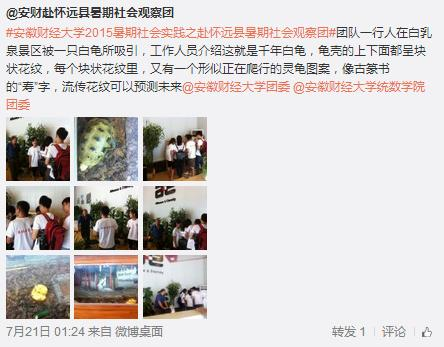 @安财赴怀远县暑期社会观察团
#安徽财经大学2015暑期社会实践之赴怀远县暑期社会观察团#团队一行人在白乳
泉景区被一只白龟所吸引，工作人员介绍这就是千年白龟，龟壳的上下面都呈块
状花纹，每个块状花纹里，又有一个形似正在爬行的灵龟图案，像古篆书
的“寿”字，流传花纹可以预测未来@安徽财经大学团委 @安徽财经大学统数学院
团委
7月21日 01:24 来自 微博桌面
转发 1 | 评论 |